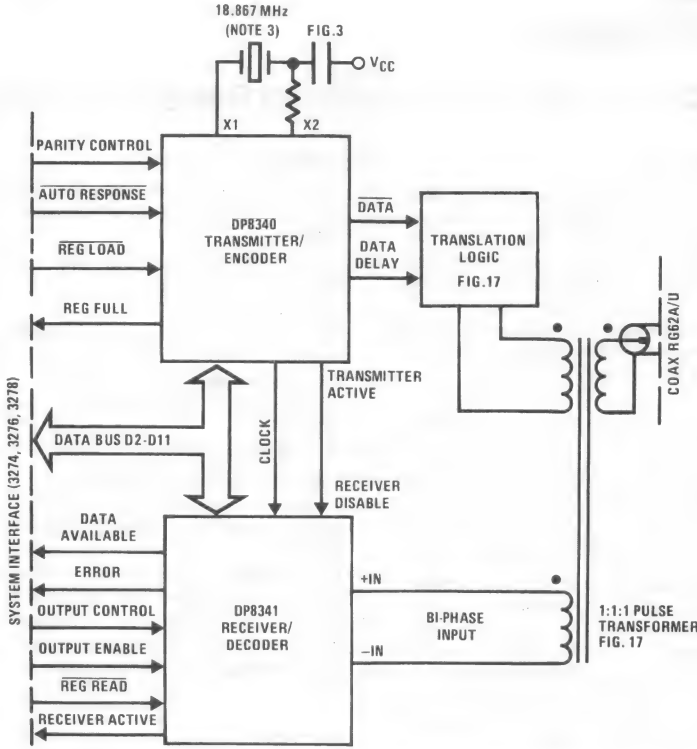 18.867 MHz
(NOTE 3)
FIG.3
VCC
X1
X2
PARITY CONTROL
AUTO RESPONSE
REG LOAD
REG FULL
DP8340
TRANSMITTER/
ENCODER
DATA
DATA
DELAY
TRANSLATION
LOGIC
FIG.17
COAX RG62A/U
TRANSMITTER
ACTIVE
CLOCK
RECEIVER
DISABLE
DATA BUS D2-D11
SYSTEM INTERFACE (3274, 3276, 3278)
DATA
AVAILABLE
ERROR
OUTPUT CONTROL
OUTPUT ENABLE
REG READ
RECEIVER ACTIVE
DP8341
RECEIVER/
DECODER
+IN
BI-PHASE
INPUT
–IN
1:1:1 PULSE
TRANSFORMER
FIG. 17